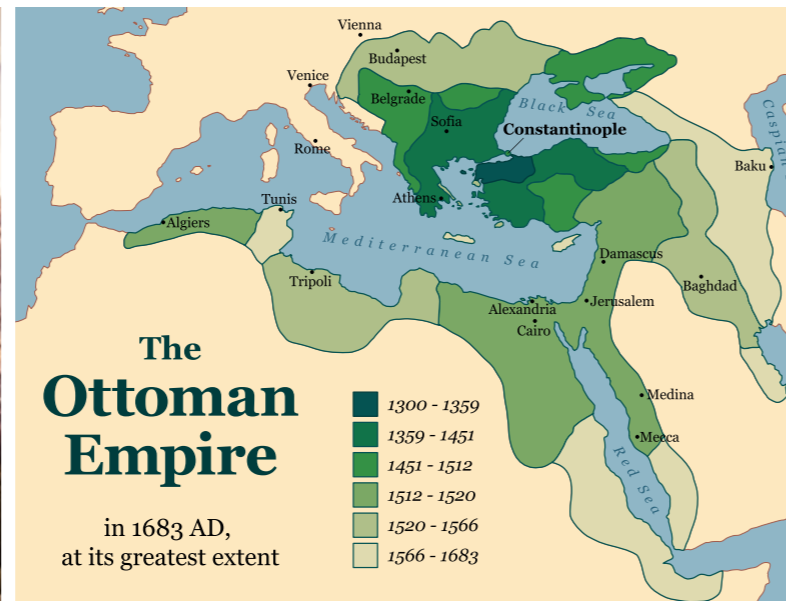 Vienna
Budapest
Venice
Belgrade
Black Sea
Sofia
Constantinople
Rome
Caspian
Baku
Athens
Tunis
Algiers
Mediterranean Sea
Damascus
Tripoli
Baghdad
Alexandria
Jerusalem
Cairo
The
Ottoman
Empire
in 1683 AD,
at its greatest extent
1300 - 1359
1359 - 1451
1451 - 1512
1512 - 1520
1520 - 1566
1566 - 1683
Medina
Mecca
Red Sea